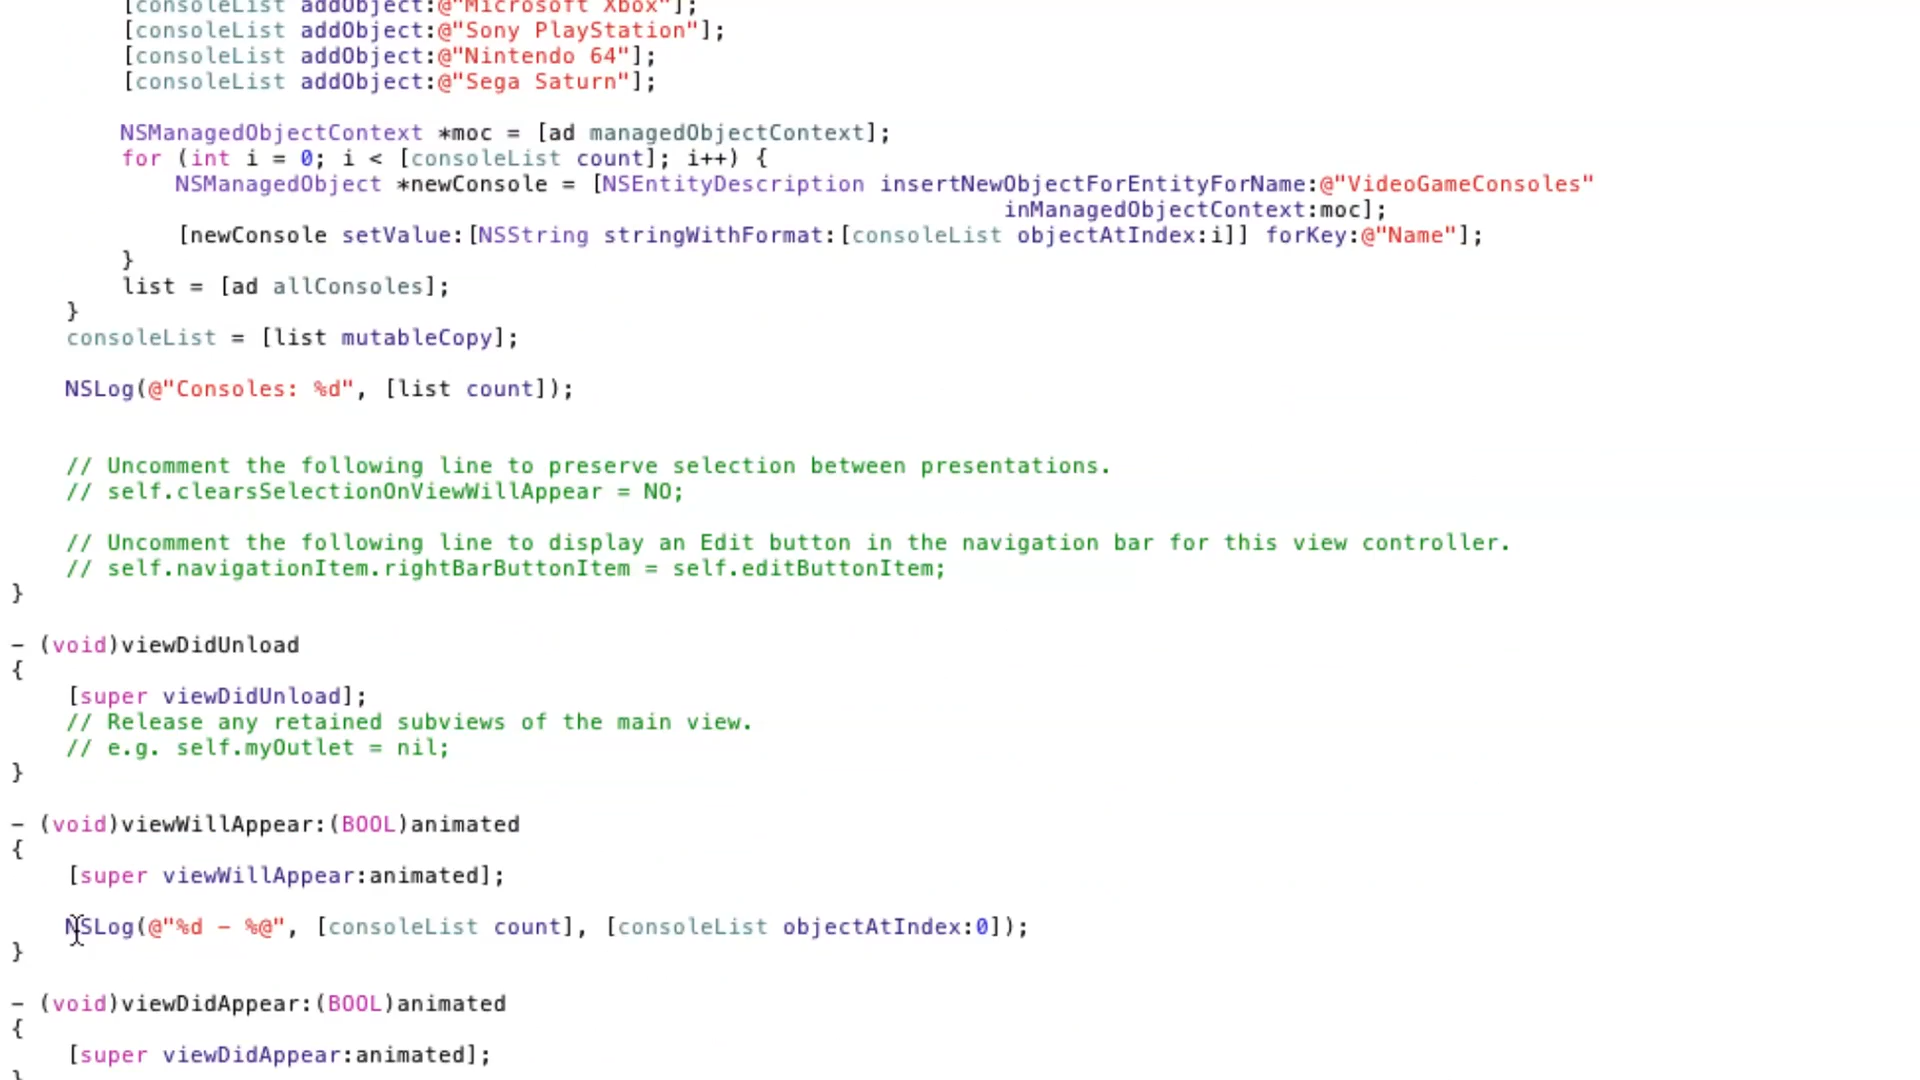 [consoleList addObject:@"Microsoft Xbox"];
[consoleList addObject:@"Sony PlayStation"];
[consoleList addObject:@"Nintendo 64"];
[consoleList addObject:@"Sega Saturn"];
NSManagedObjectContext *moc = [ad managedObjectContext];
for (int i = 0; i < [consoleList count]; i++) {
NSManagedObject *newConsole = [NSEntityDescription insertNewObjectForEntityForName:@"VideoGameConsoles"
inManagedObjectContext:moc];
[newConsole setValue:[NSString stringWithFormat:[consoleList objectAtIndex:i]] forKey:@"Name"];
}
list = [ad allConsoles];
}
consoleList = [list mutableCopy];
NSLog(@"Consoles: %d", [list count]);
// Uncomment the following line to preserve selection between presentations.
// self.clearsSelectionOnViewWillAppear = NO;
// Uncomment the following line to display an Edit button in the navigation bar for this view controller.
// self.navigationItem.rightBarButtonItem = self.editButtonItem;
}
- (void)viewDidUnload
{
[super viewDidUnload];
// Release any retained subviews of the main view.
// e.g. self.myOutlet = nil;
}
- (void)viewWillAppear:(BOOL)animated
{
[super viewWillAppear:animated];
NSLog(@"%d - %@", [consoleList count], [consoleList objectAtIndex:0]);
}
- (void)viewDidAppear:(BOOL)animated
{
[super viewDidAppear:animated];
}